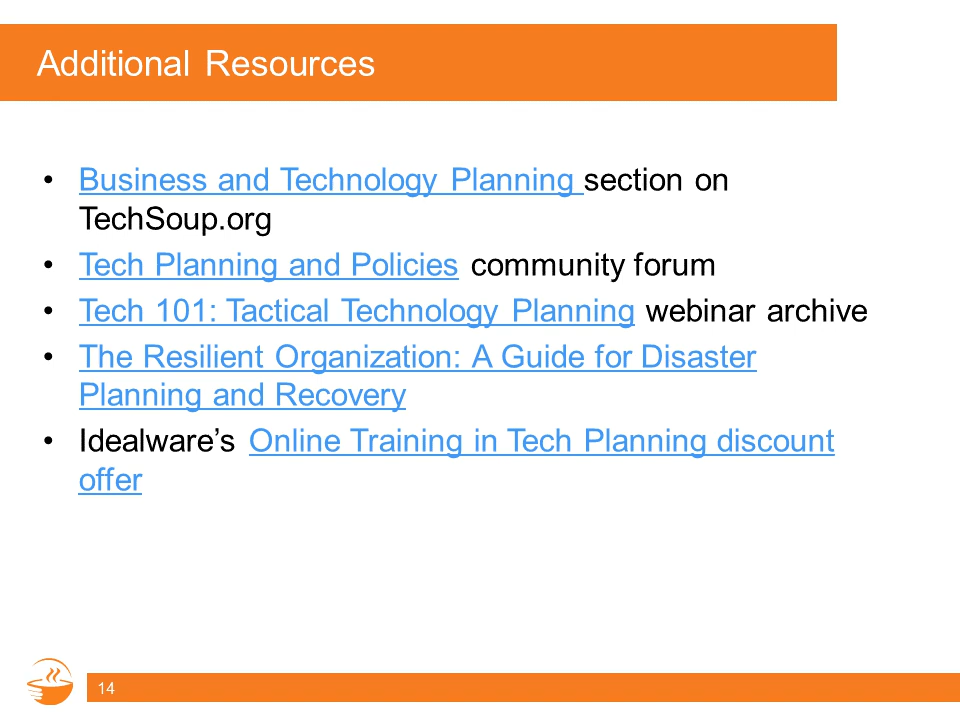 Additional Resources
• Business and Technology Planning section on
TechSoup.org
• Tech Planning and Policies community forum
• Tech 101: Tactical Technology Planning webinar archive
• The Resilient Organization: A Guide for Disaster
Planning and Recovery
• Idealware’s Online Training in Tech Planning discount
offer
14